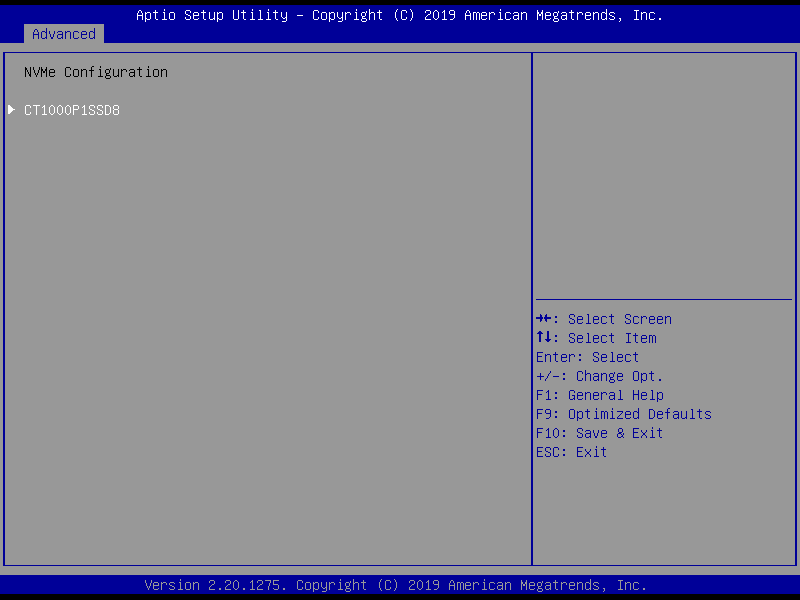 Aptio Setup Utility – Copyright (C) 2019 American Megatrends, Inc.
Advanced
NVMe Configuration
▶ CT1000P1SSD8
→←: Select Screen
↑↓: Select Item
Enter: Select
+/-: Change Opt.
F1: General Help
F9: Optimized Defaults
F10: Save & Exit
ESC: Exit
Version 2.20.1275. Copyright (C) 2019 American Megatrends, Inc.